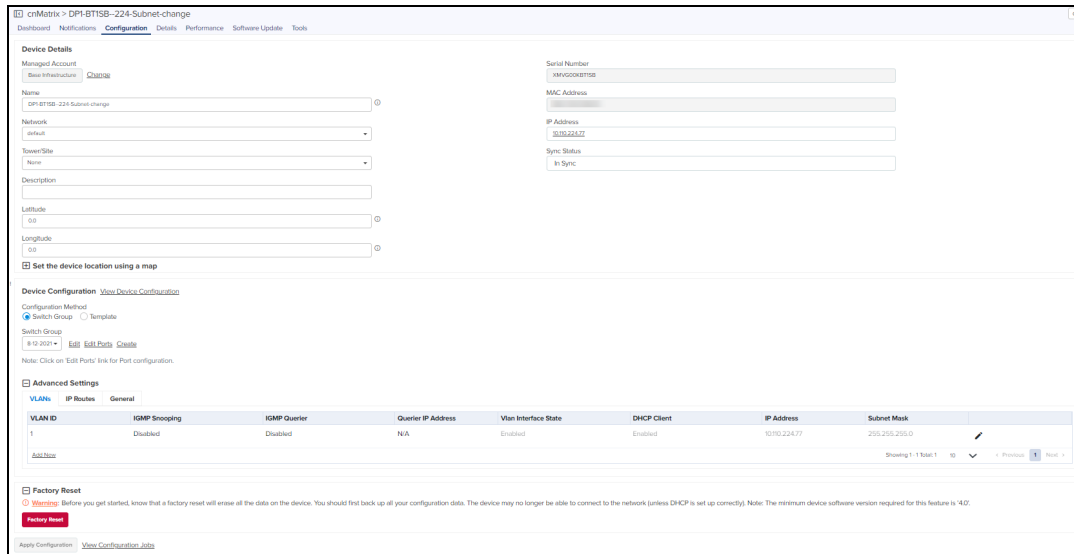 cnMatrix > DP1-BT1SB--224-Subnet-change
Dashboard Notifications Configuration Details Performance Software Update Tools
Device Details
Managed Account
Base Infrastructure Change
Name
DP1-BT1SB--224-Subnet-change
Network
default
Tower/Site
None
Description
Latitude
0.0
Longitude
0.0
Set the device location using a map
Serial Number
XMVG00XBT1SB
MAC Address
IP Address
10.110.224.77
Sync Status
In Sync
Device Configuration View Device Configuration
Configuration Method
Switch Group Template
Switch Group
8-12-2021 Edit Edit Ports Create
Note: Click on 'Edit Ports' link for Port configuration.
Advanced Settings
VLANs IP Routes General
VLAN ID IGMP Snooping IGMP Querier Querier IP Address Vlan Interface State DHCP Client IP Address Subnet Mask
1 Disabled Disabled N/A Enabled Enabled 10.110.224.77 255.255.255.0
Add New Showing 1 - 1 Total: 1 10 < Previous 1 Next >
Factory Reset
Warning: Before you get started, know that a factory reset will erase all the data on the device. You should first back up all your configuration data. The device may no longer be able to connect to the network (unless DHCP is set up correctly). Note: The minimum device software version required for this feature is '4.0'.
Factory Reset
Apply Configuration View Configuration Jobs